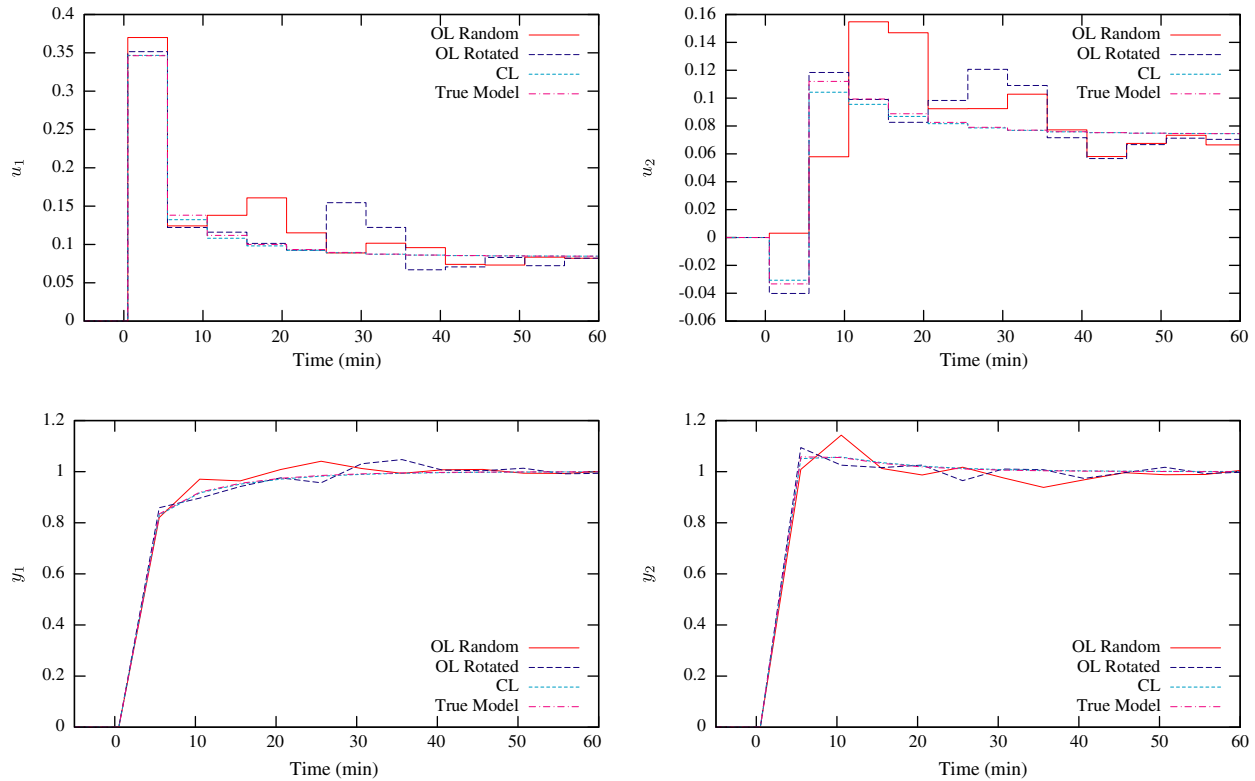 0.4
0.35
0.3
0.25
0.2
0.15
0.1
0.05
0
u1
0 10 20 30 40 50 60
Time (min)
OL Random
OL Rotated
CL
True Model
0.16
0.14
0.12
0.1
0.08
0.06
0.04
0.02
0
-0.02
-0.04
-0.06
u2
0 10 20 30 40 50 60
Time (min)
OL Random
OL Rotated
CL
True Model
1.2
1
0.8
0.6
0.4
0.2
0
y1
0 10 20 30 40 50 60
Time (min)
OL Random
OL Rotated
CL
True Model
1.2
1
0.8
0.6
0.4
0.2
0
y2
0 10 20 30 40 50 60
Time (min)
OL Random
OL Rotated
CL
True Model